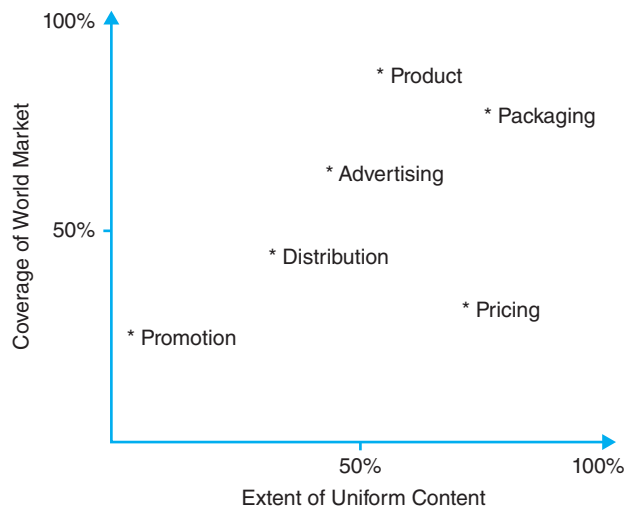 100%
* Product
* Packaging
* Advertising
50%
* Distribution
* Pricing
* Promotion
Coverage of World Market
50%
100%
Extent of Uniform Content